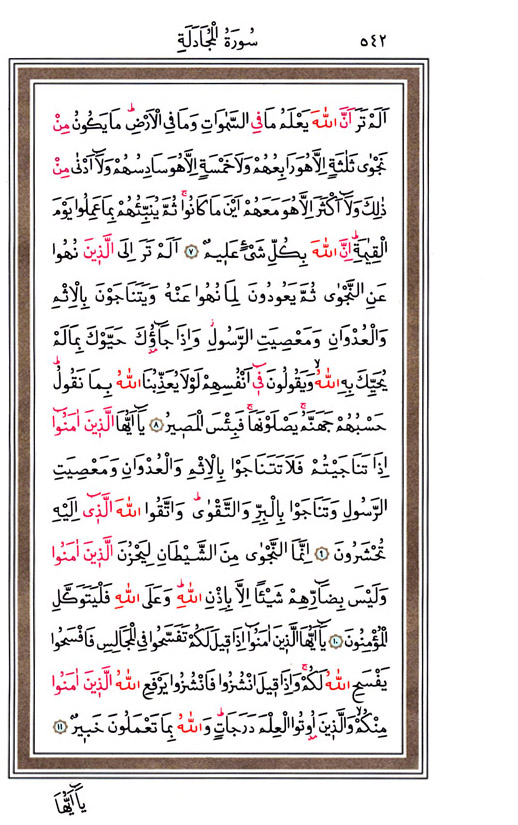 ٥٤٢ سُورَةُ الْمُجَادَلَةِ
اَلَمْ تَرَ اَنَّ اللّٰهَ يَعْلَمُ مَا فِي السَّمٰوَاتِ وَمَا فِي الْاَرْضِۜ مَا يَكُونُ مِنْ
نَجْوٰى ثَلٰثَةٍ اِلَّا هُوَ رَابِعُهُمْ وَلَا خَمْسَةٍ اِلَّا هُوَ سَادِسُهُمْ وَلَٓا اَدْنٰى مِنْ
ذٰلِكَ وَلَٓا اَكْثَرَ اِلَّا هُوَ مَعَهُمْ اَيْنَ مَا كَانُواۚ ثُمَّ يُنَبِّئُهُمْ بِمَا عَمِلُوا يَوْمَ
الْقِيٰمَةِۜ اِنَّ اللّٰهَ بِكُلِّ شَيْءٍ عَلِيمٌ ﴿٧﴾ اَلَمْ تَرَ اِلَى الَّذِينَ نُهُوا
عَنِ النَّجْوٰى ثُمَّ يَعُودُونَ لِمَا نُهُوا عَنْهُ وَيَتَنَاجَوْنَ بِالْاِثْمِ
وَالْعُدْوَانِ وَمَعْصِيَتِ الرَّسُولِۘ وَاِذَا جَٓاؤُ۫كَ حَيَّوْكَ بِمَا لَمْ
يُحَيِّكَ بِهِ اللّٰهُۙ وَيَقُولُونَ فِٓي اَنْفُسِهِمْ لَوْلَا يُعَذِّبُنَا اللّٰهُ بِمَا نَقُولُۜ
حَسْبُهُمْ جَهَنَّمُۚ يَصْلَوْنَهَاۚ فَبِئْسَ الْمَصِيرُ ﴿٨﴾ يَٓا اَيُّهَا الَّذِينَ اٰمَنُٓوا
اِذَا تَنَاجَيْتُمْ فَلَا تَتَنَاجَوْا بِالْاِثْمِ وَالْعُدْوَانِ وَمَعْصِيَتِ
الرَّسُولِ وَتَنَاجَوْا بِالْبِرِّ وَالتَّقْوٰىۜ وَاتَّقُوا اللّٰهَ الَّذِٓي اِلَيْهِ
تُحْشَرُونَ ﴿٩﴾ اِنَّمَا النَّجْوٰى مِنَ الشَّيْطَانِ لِيَحْزُنَ الَّذِينَ اٰمَنُوا
وَلَيْسَ بِضَٓارِّهِمْ شَيْـًٔا اِلَّا بِاِذْنِ اللّٰهِۜ وَعَلَى اللّٰهِ فَلْيَتَوَكَّلِ
الْمُؤْمِنُونَ ﴿١٠﴾ يَٓا اَيُّهَا الَّذِينَ اٰمَنُٓوا اِذَا قِيلَ لَكُمْ تَفَسَّحُوا فِي الْمَجَالِسِ فَافْسَحُوا
يَفْسَحِ اللّٰهُ لَكُمْۚ وَاِذَا قِيلَ انْشُزُوا فَانْشُزُوا يَرْفَعِ اللّٰهُ الَّذِينَ اٰمَنُوا
مِنْكُمْۙ وَالَّذِينَ اُو۫تُوا الْعِلْمَ دَرَجَاتٍۜ وَاللّٰهُ بِمَا تَعْمَلُونَ خَبِيرٌ ﴿١١﴾
يَٓا اَيُّهَا